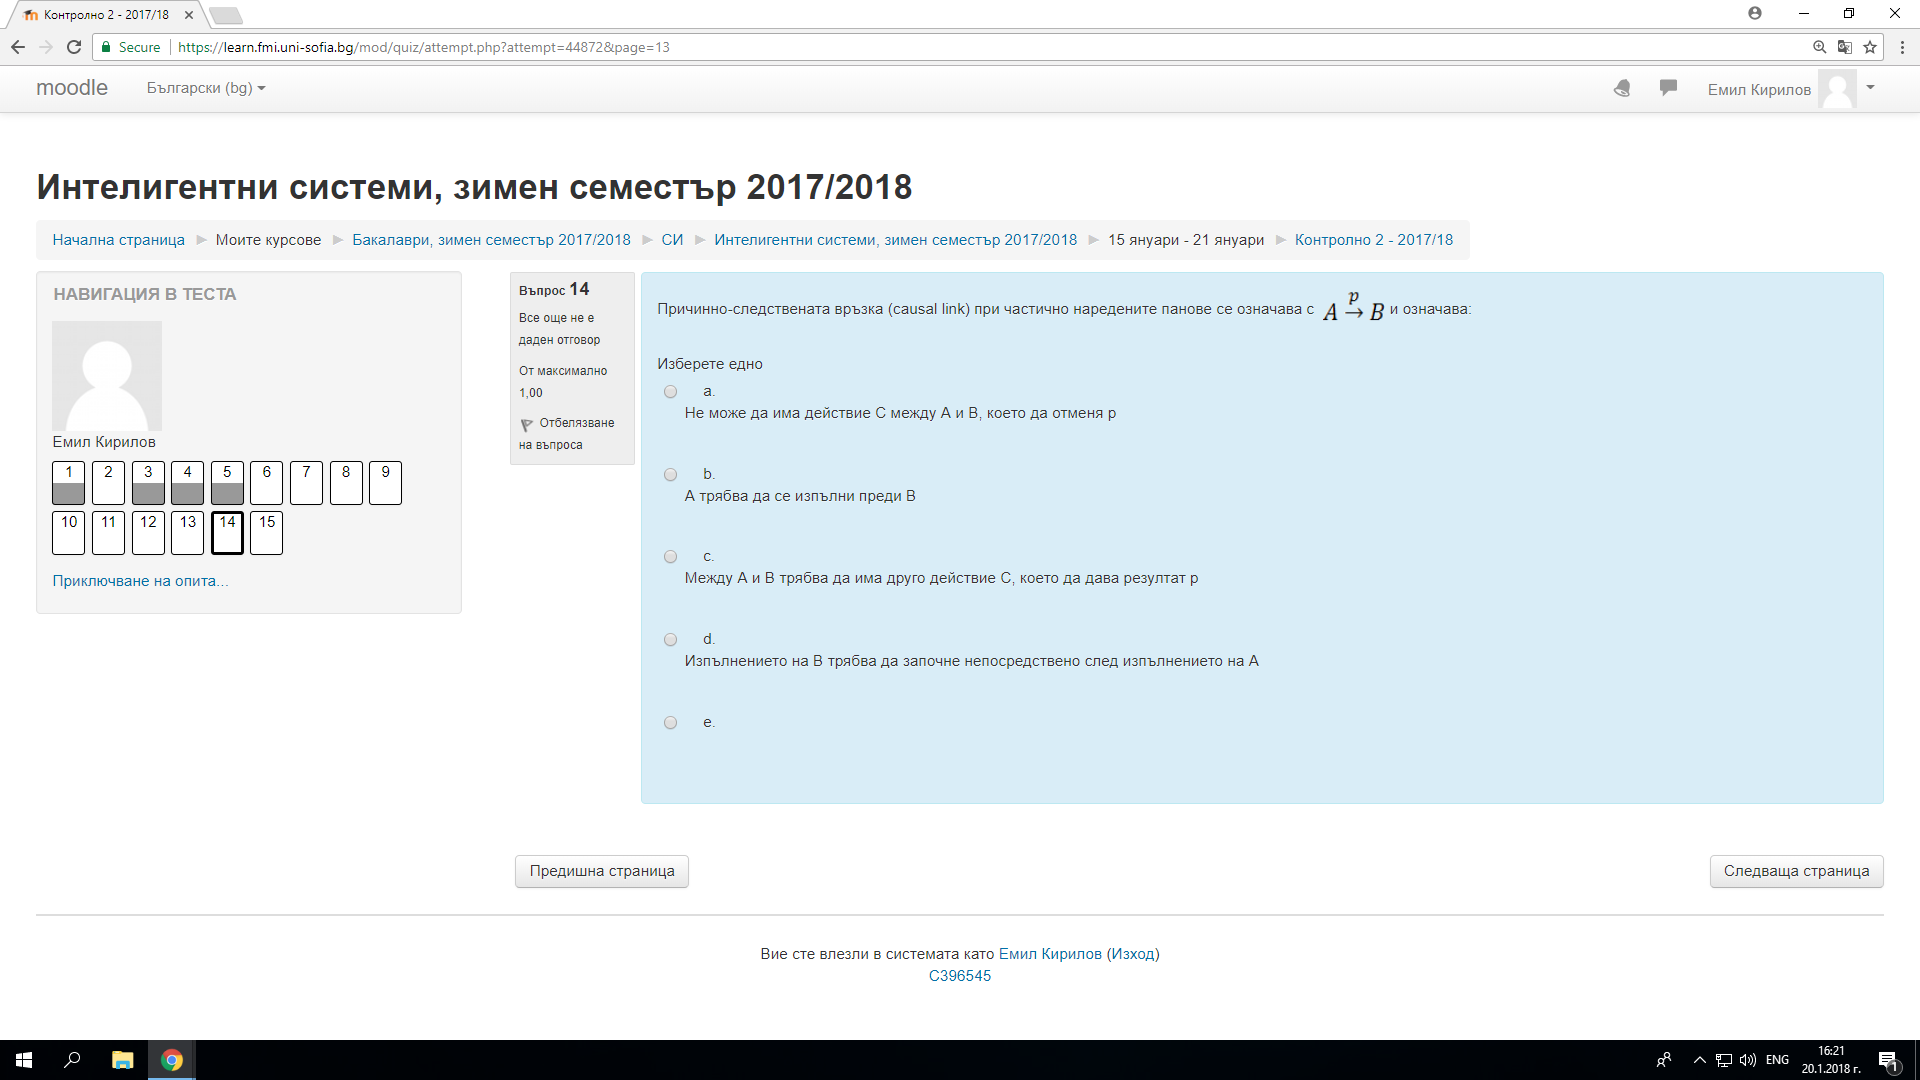 Контролно 2 - 2017/18
Secure https://learn.fmi.uni-sofia.bg/mod/quiz/attempt.php?attempt=44872&page=13
moodle Български (bg) Емил Кирилов
Интелигентни системи, зимен семестър 2017/2018
Начална страница ► Моите курсове ► Бакалаври, зимен семестър 2017/2018 ► СИ ► Интелигентни системи, зимен семестър 2017/2018 ► 15 януари - 21 януари ► Контролно 2 - 2017/18
НАВИГАЦИЯ В ТЕСТА
Емил Кирилов
1 2 3 4 5 6 7 8 9
10 11 12 13 14 15
Приключване на опита...
Въпрос 14
Все още не е
даден отговор
От максимално
1,00
Отбелязване
на въпроса
Причинно-следствената връзка (causal link) при частично наредените панове се означава с A →^p B и означава:
Изберете едно
a.
Не може да има действие C между A и B, което да отменя p
b.
A трябва да се изпълни преди B
c.
Между A и B трябва да има друго действие C, което да дава резултат p
d.
Изпълнението на B трябва да започне непосредствено след изпълнението на A
e.
Предишна страница
Следваща страница
Вие сте влезли в системата като Емил Кирилов (Изход)
C396545
ENG
16:21
20.1.2018 г.
1